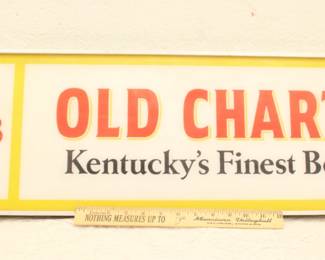 OLD CHART
Kentucky's Finest Bo
NOTHING MEASURES UP TO